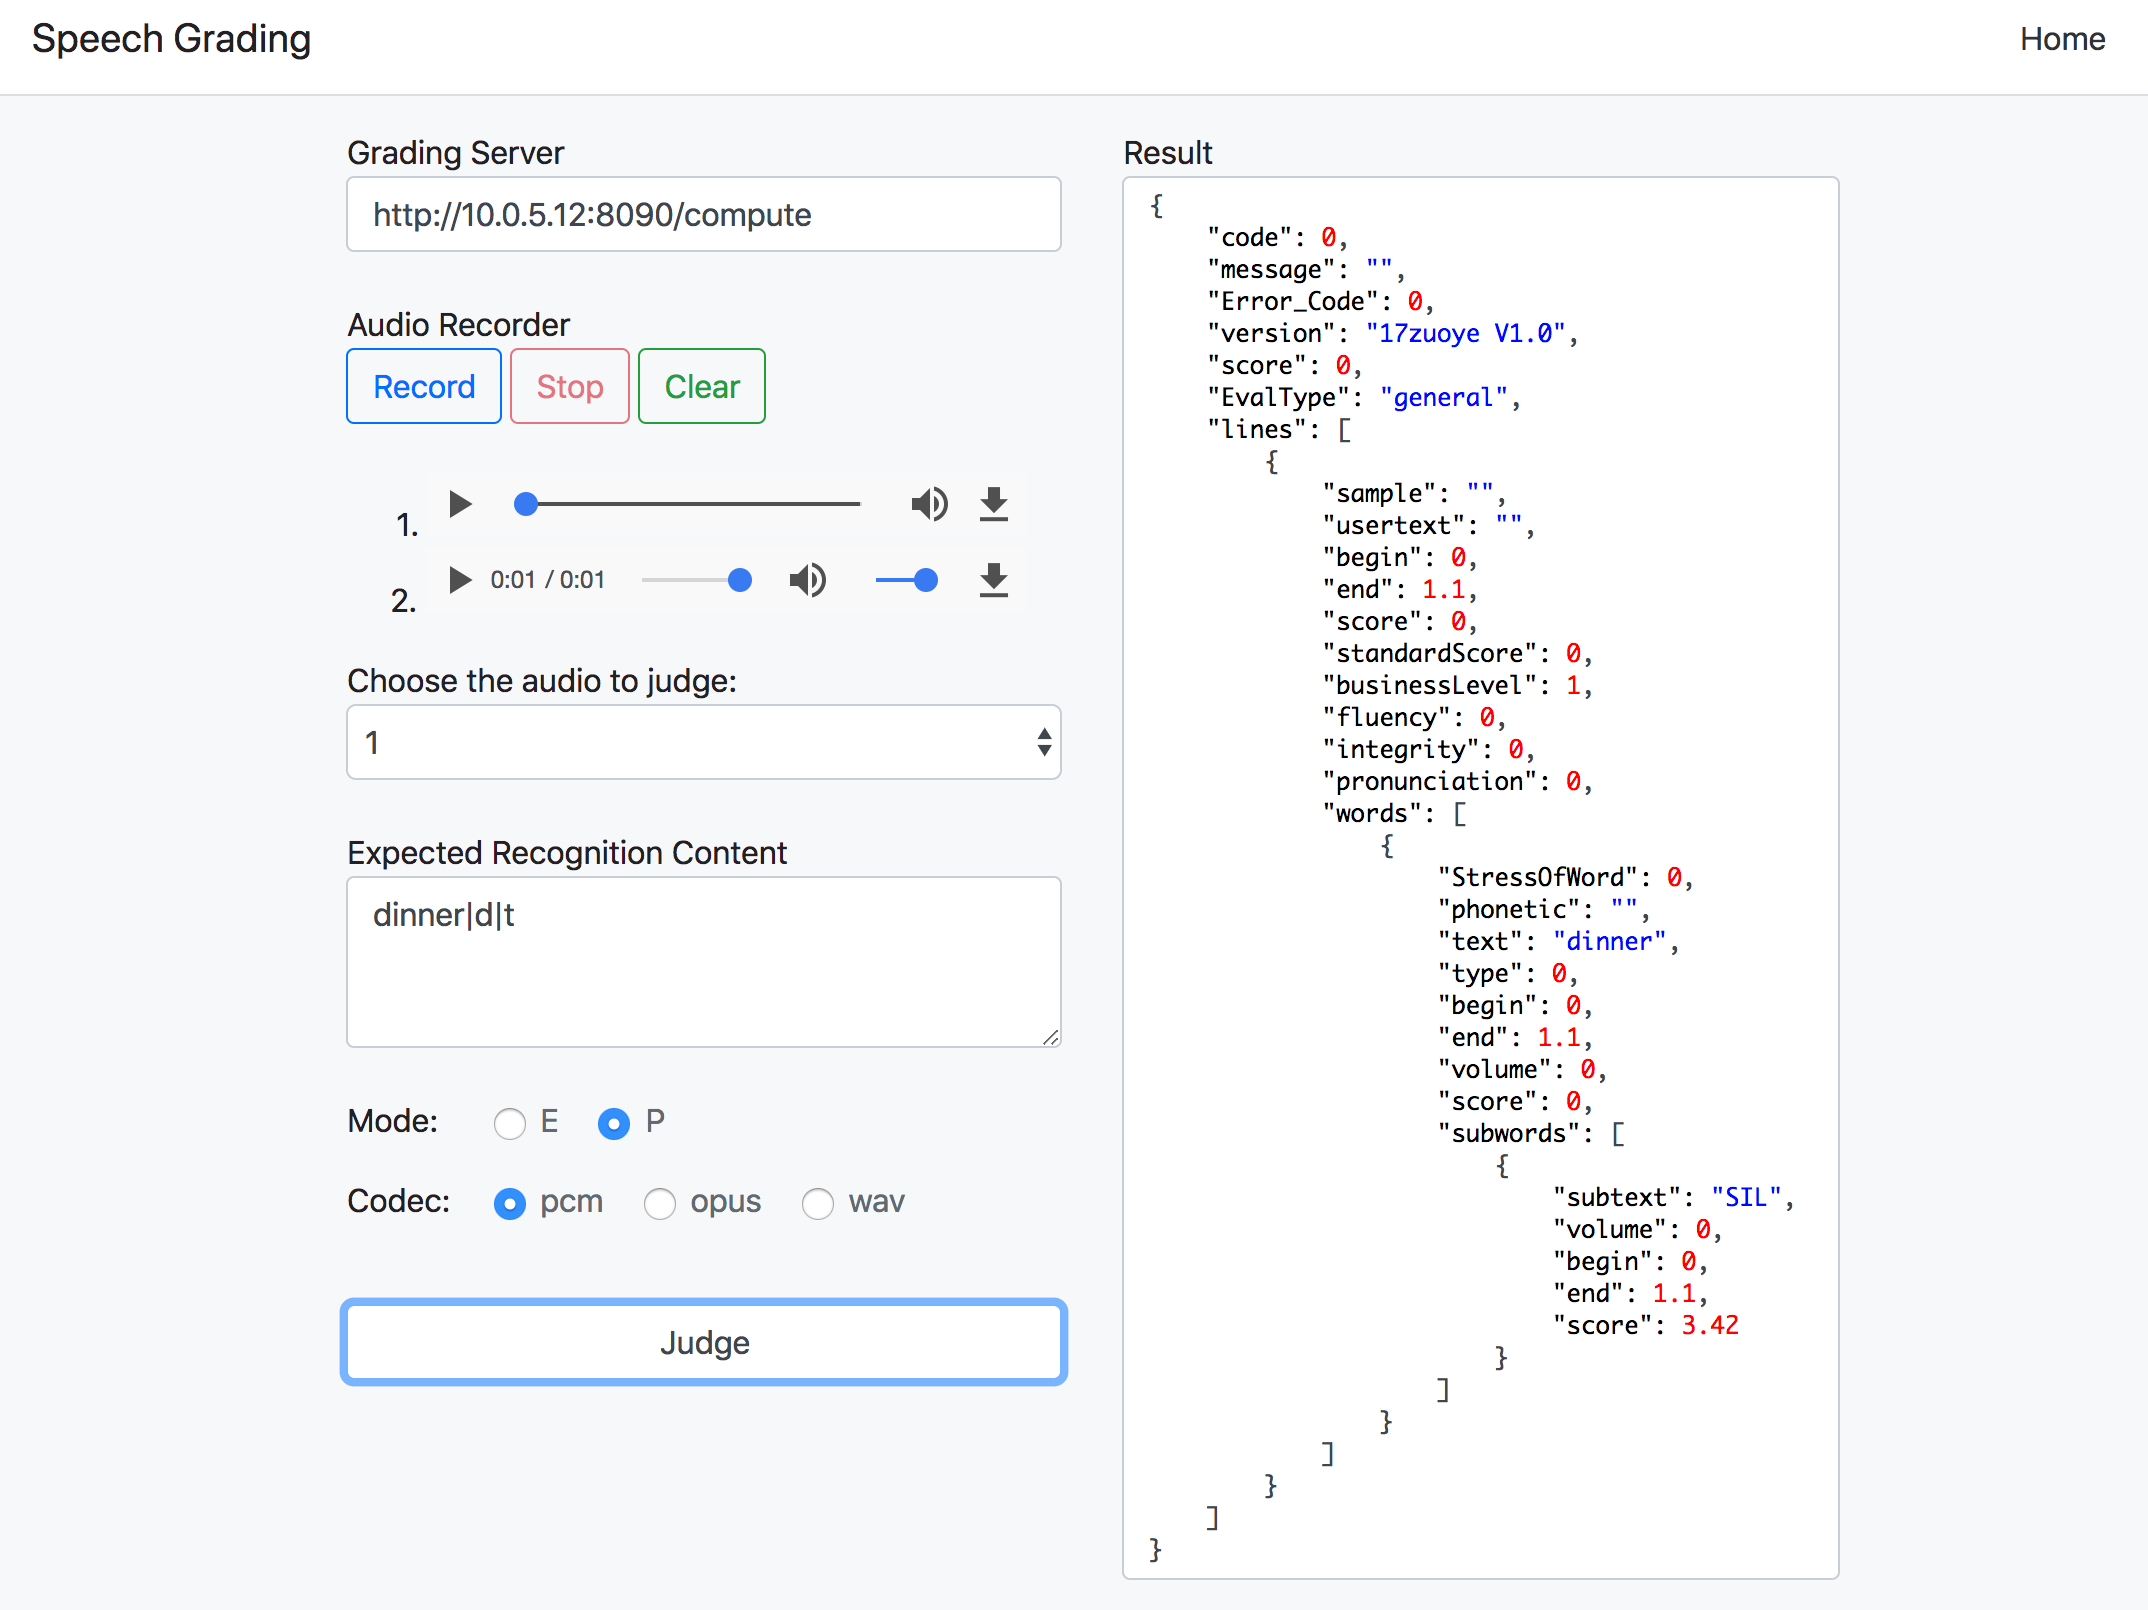 Speech Grading
Home
Grading Server
http://10.0.5.12:8090/compute
Audio Recorder
Record
Stop
Clear
1.
2.
0:01 / 0:01
Choose the audio to judge:
1
Expected Recognition Content
dinner|d|t
Mode:
E
P
Codec:
pcm
opus
wav
Judge
Result
{
    "code": 0,
    "message": "",
    "Error_Code": 0,
    "version": "17zuoye V1.0",
    "score": 0,
    "EvalType": "general",
    "lines": [
        {
            "sample": "",
            "usertext": "",
            "begin": 0,
            "end": 1.1,
            "score": 0,
            "standardScore": 0,
            "businessLevel": 1,
            "fluency": 0,
            "integrity": 0,
            "pronunciation": 0,
            "words": [
                {
                    "StressOfWord": 0,
                    "phonetic": "",
                    "text": "dinner",
                    "type": 0,
                    "begin": 0,
                    "end": 1.1,
                    "volume": 0,
                    "score": 0,
                    "subwords": [
                        {
                            "subtext": "SIL",
                            "volume": 0,
                            "begin": 0,
                            "end": 1.1,
                            "score": 3.42
                        }
                    ]
                }
            ]
        }
    ]
}